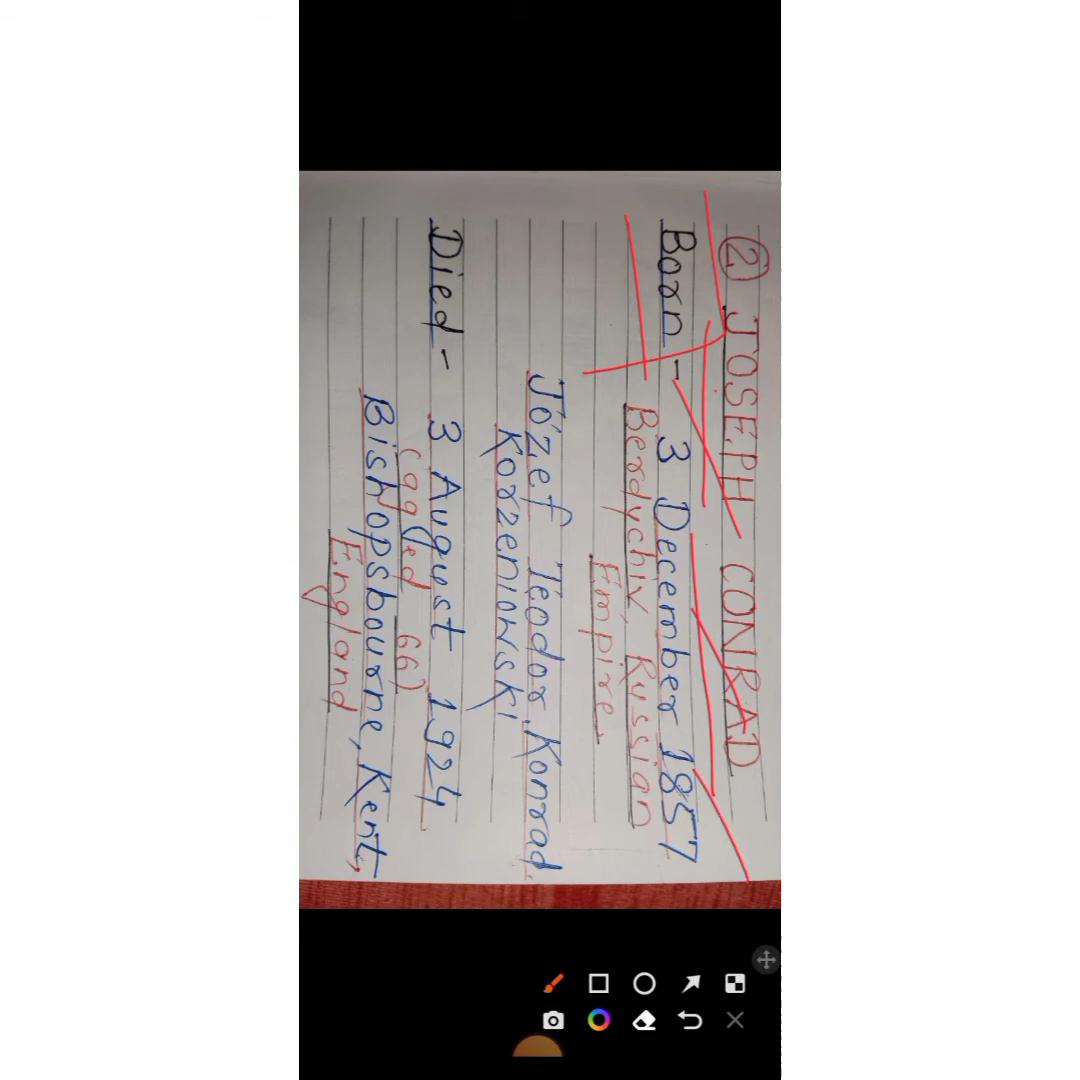 ② JOSEPH CONRAD
Born - 3 December 1857
Berdychiv Russian
Empire
Józef Teodor Konrad
Korzeniowski
Died - 3 August 1924
(aged 66)
Bishopsbourne, Kent,
England